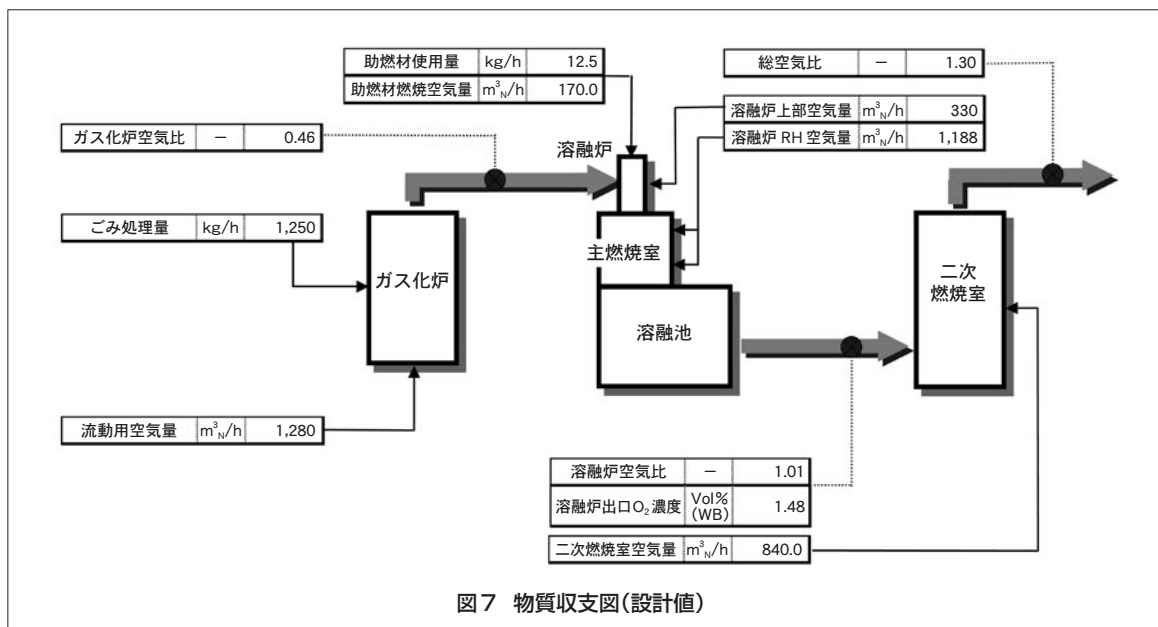 助燃材使用量 kg/h 12.5
助燃材燃焼空気量 m³N/h 170.0
総空気比 − 1.30
溶融炉上部空気量 m³N/h 330
溶融炉 RH 空気量 m³N/h 1,188
ガス化炉空気比 − 0.46
溶融炉
ごみ処理量 kg/h 1,250
ガス化炉
主燃焼室
二次
燃焼室
溶融池
流動用空気量 m³N/h 1,280
溶融炉空気比 − 1.01
溶融炉出口O₂濃度 Vol% (WB) 1.48
二次燃焼室空気量 m³N/h 840.0
図7 物質収支図(設計値)